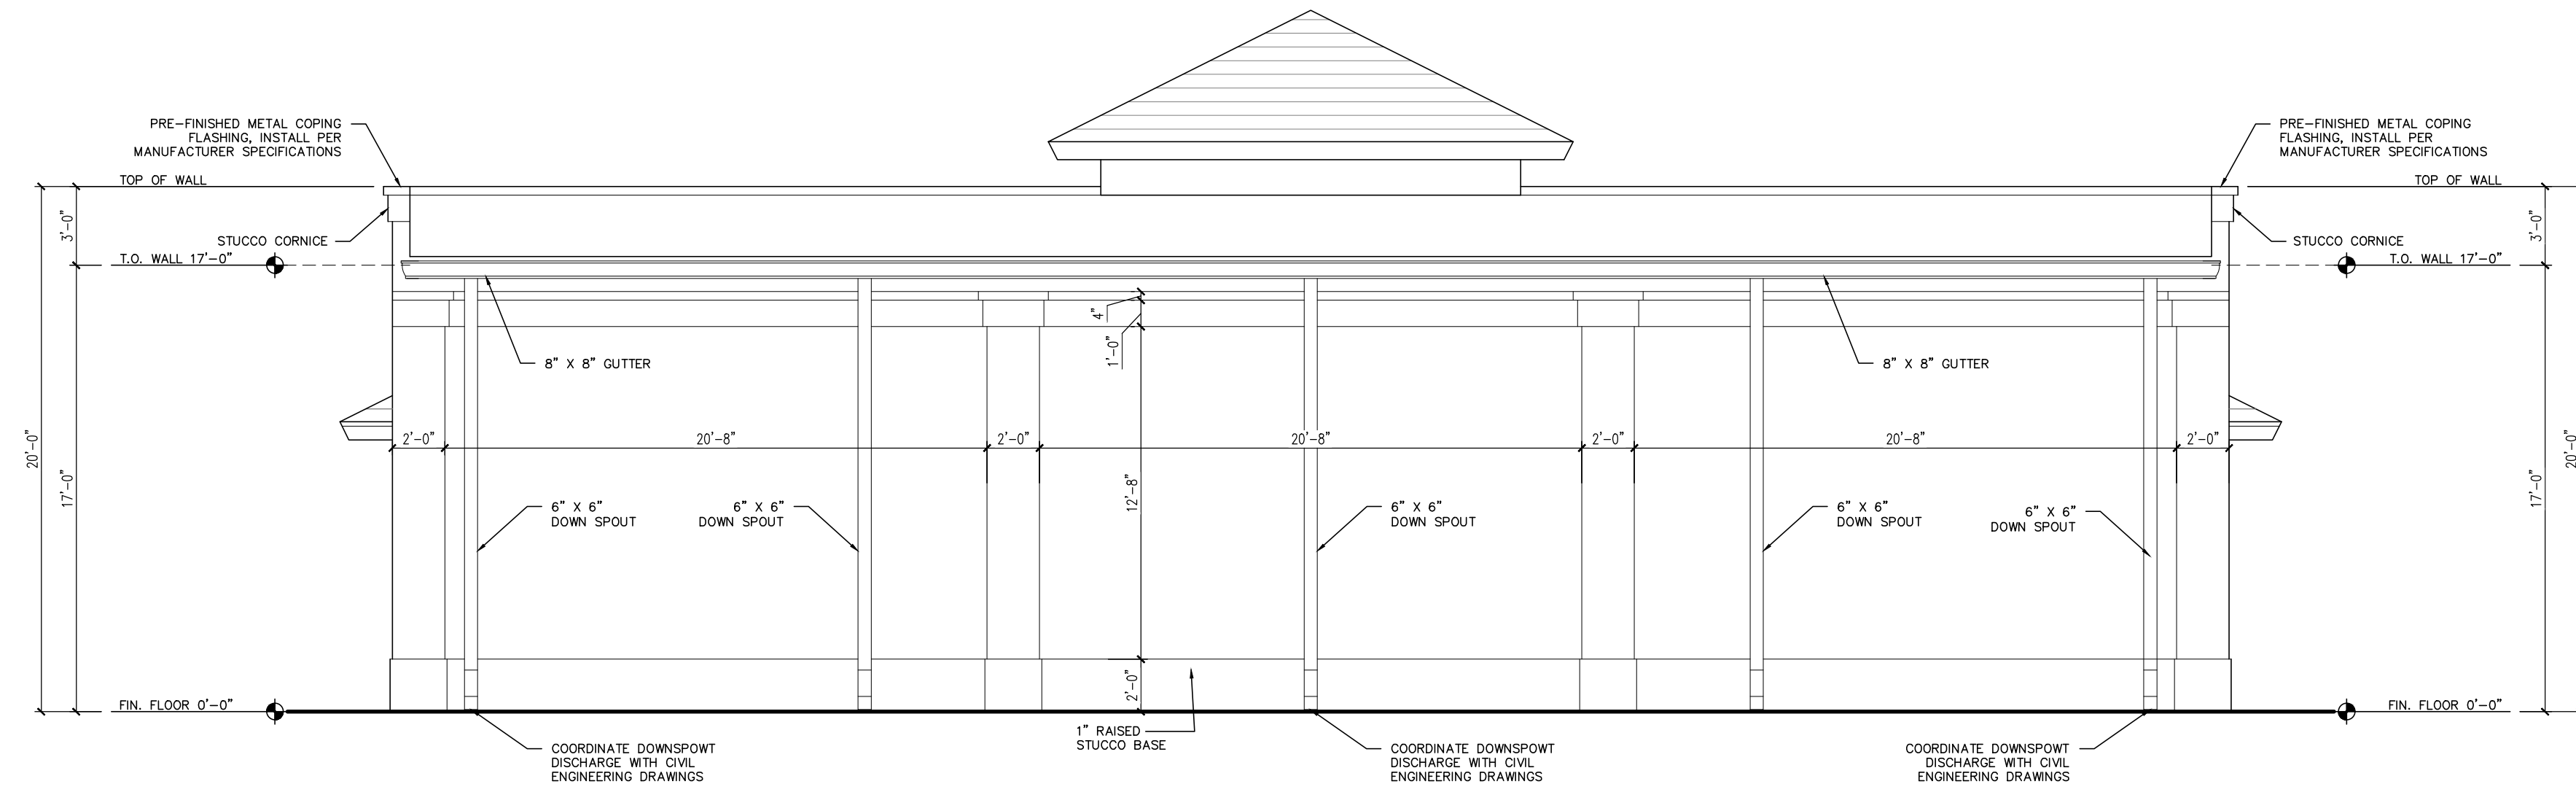 PRE-FINISHED METAL COPING
FLASHING, INSTALL PER
MANUFACTURER SPECIFICATIONS
PRE-FINISHED METAL COPING
FLASHING, INSTALL PER
MANUFACTURER SPECIFICATIONS
TOP OF WALL
TOP OF WALL
3'-0"
3'-0"
STUCCO CORNICE
STUCCO CORNICE
T.O. WALL 17'-0"
T.O. WALL 17'-0"
4"
1'-0"
8" X 8" GUTTER
8" X 8" GUTTER
20'-0"
17'-0"
2'-0"
20'-8"
2'-0"
20'-8"
2'-0"
20'-8"
2'-0"
20'-0"
17'-0"
12'-8"
6" X 6"
DOWN SPOUT
6" X 6"
DOWN SPOUT
6" X 6"
DOWN SPOUT
6" X 6"
DOWN SPOUT
6" X 6"
DOWN SPOUT
2'-0"
FIN. FLOOR 0'-0"
FIN. FLOOR 0'-0"
1" RAISED
STUCCO BASE
COORDINATE DOWNSPOWT
DISCHARGE WITH CIVIL
ENGINEERING DRAWINGS
COORDINATE DOWNSPOWT
DISCHARGE WITH CIVIL
ENGINEERING DRAWINGS
COORDINATE DOWNSPOWT
DISCHARGE WITH CIVIL
ENGINEERING DRAWINGS